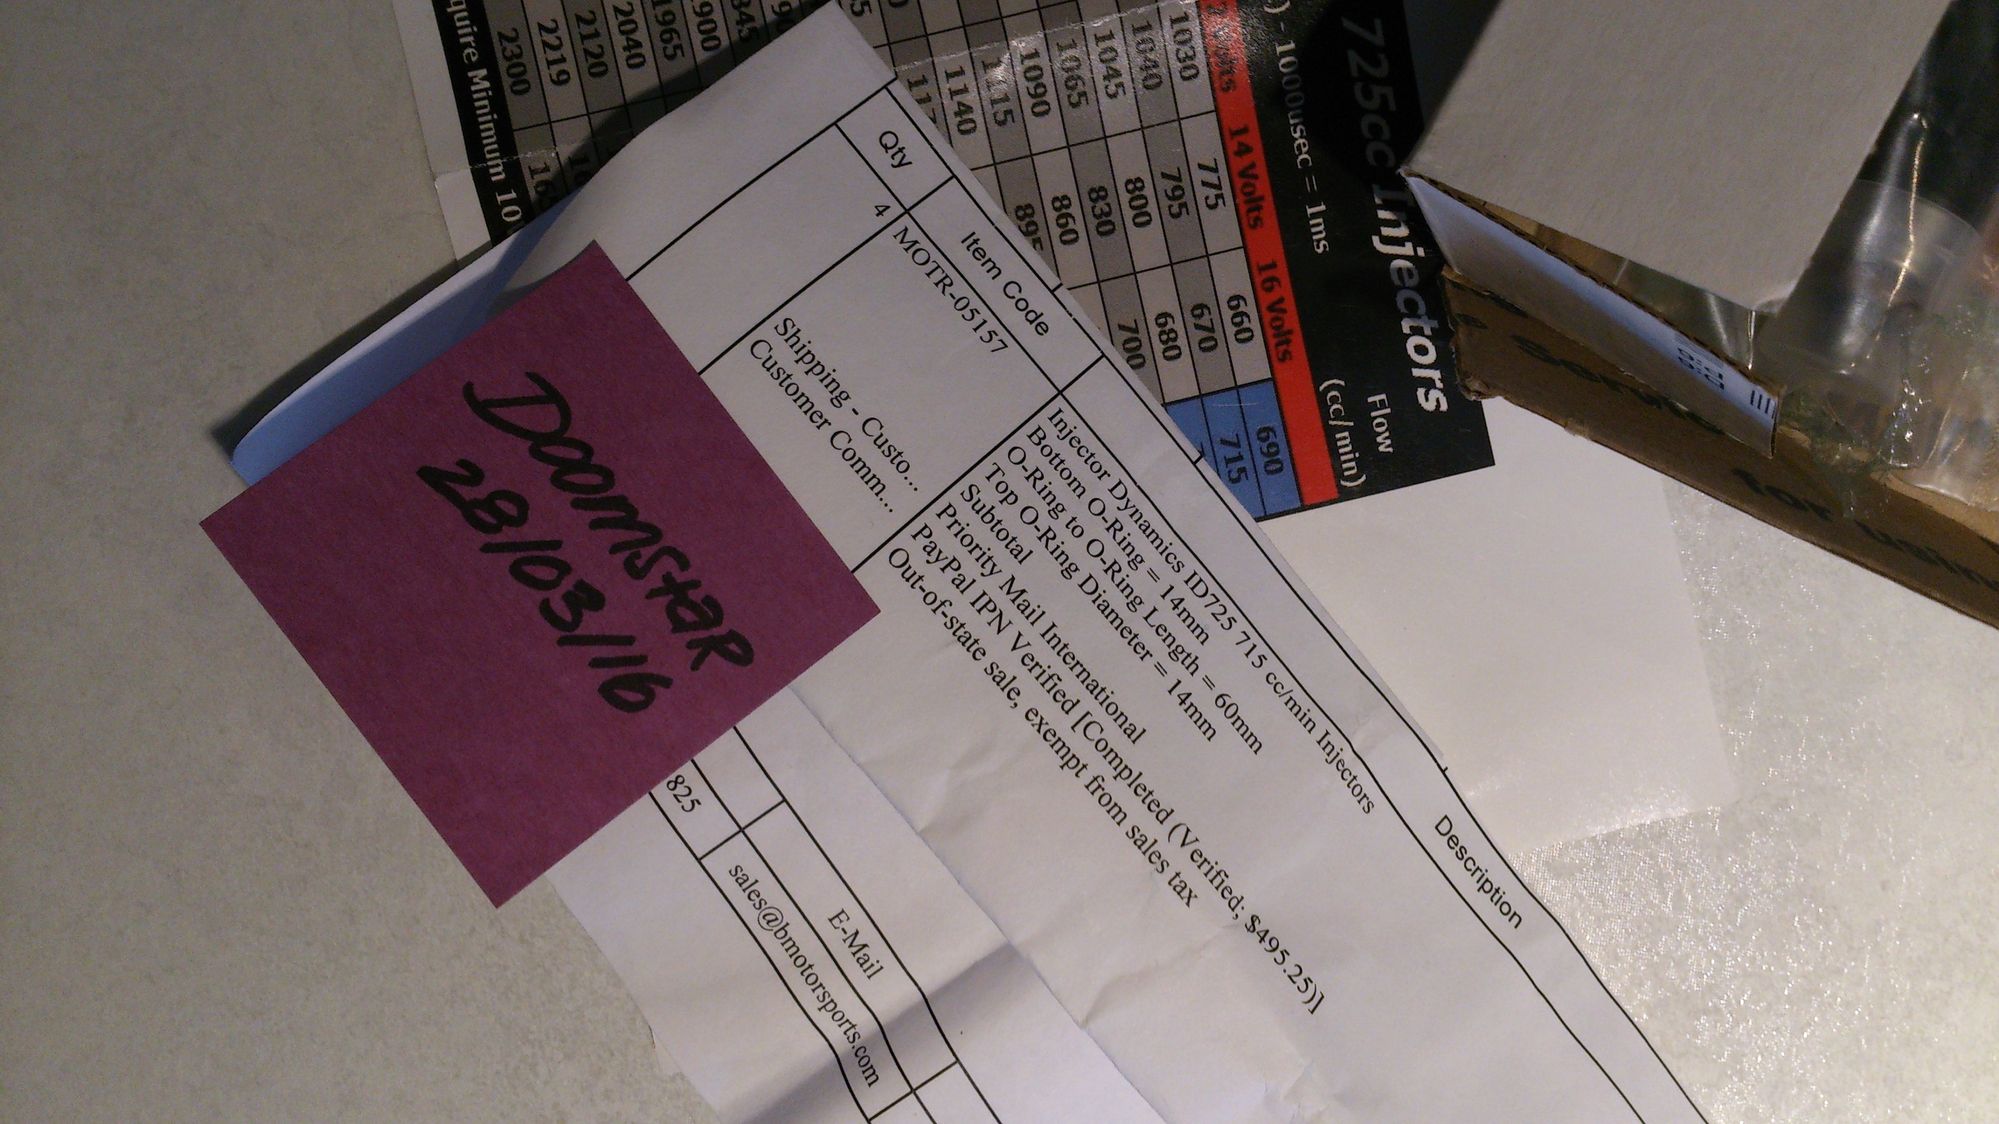 725cc Injectors
) - 1000usec = 1ms
Flow
(cc/min)
14 Volts 16 Volts
1030 775 660 690
1040 795 670 715
1045 800 680
1065 830 700
1090 860
1115 895
1140
1900
1965
2040
2120
2219
2300
quire Minimum 10
Qty Item Code Description
4 MOTR-05157 Injector Dynamics ID725 715 cc/min Injectors
Bottom O-Ring = 14mm
O-Ring to O-Ring Length = 60mm
Top O-Ring Diameter = 14mm
Subtotal
Shipping - Custo... Priority Mail International
Customer Comm... PayPal IPN Verified [Completed (Verified; $495.25)]
Out-of-state sale, exempt from sales tax
E-Mail
825 sales@bmotorsports.com
Doomstar
28/03/16